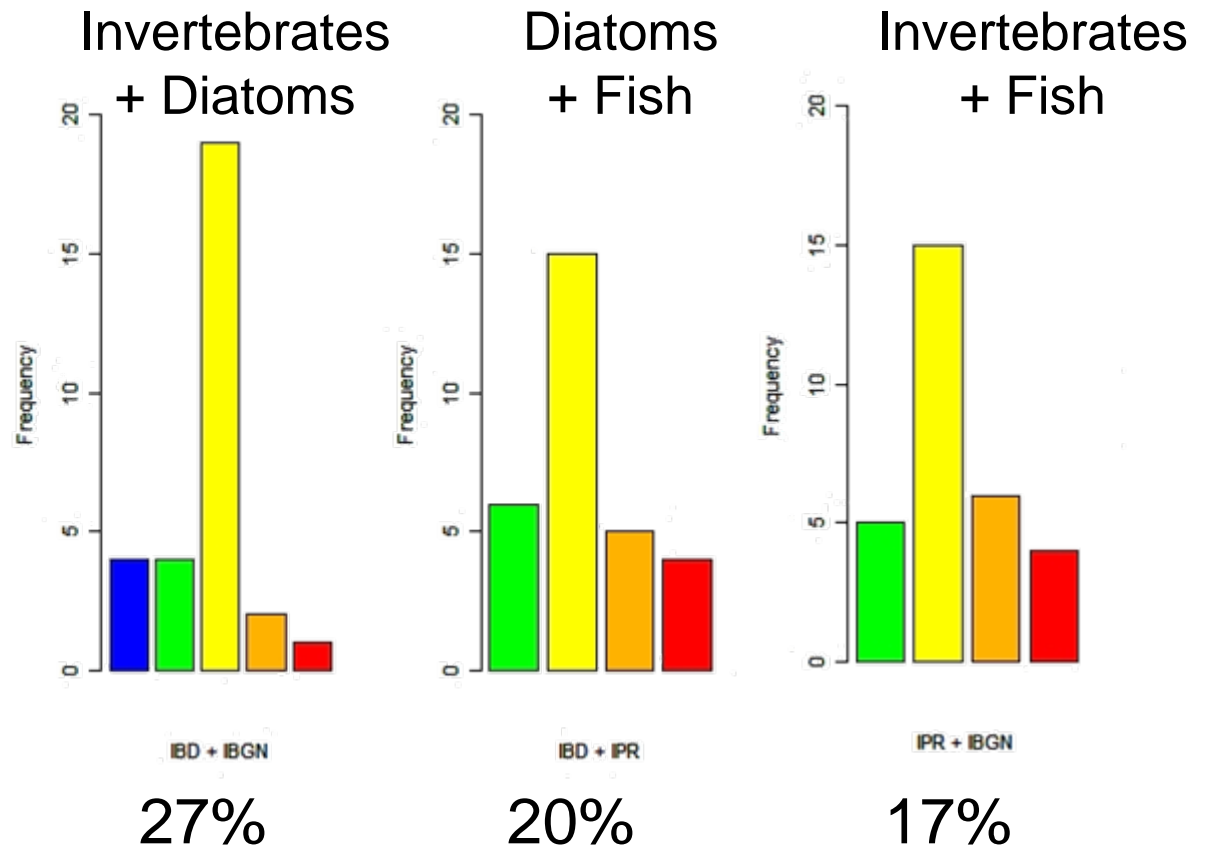 Invertebrates
+ Diatoms
Diatoms
+ Fish
Invertebrates
+ Fish
20
15
10
5
0
Frequency
IBD + IBGN
20
15
10
5
0
Frequency
IBD + IPR
20
15
10
5
0
Frequency
IPR + IBGN
27%
20%
17%